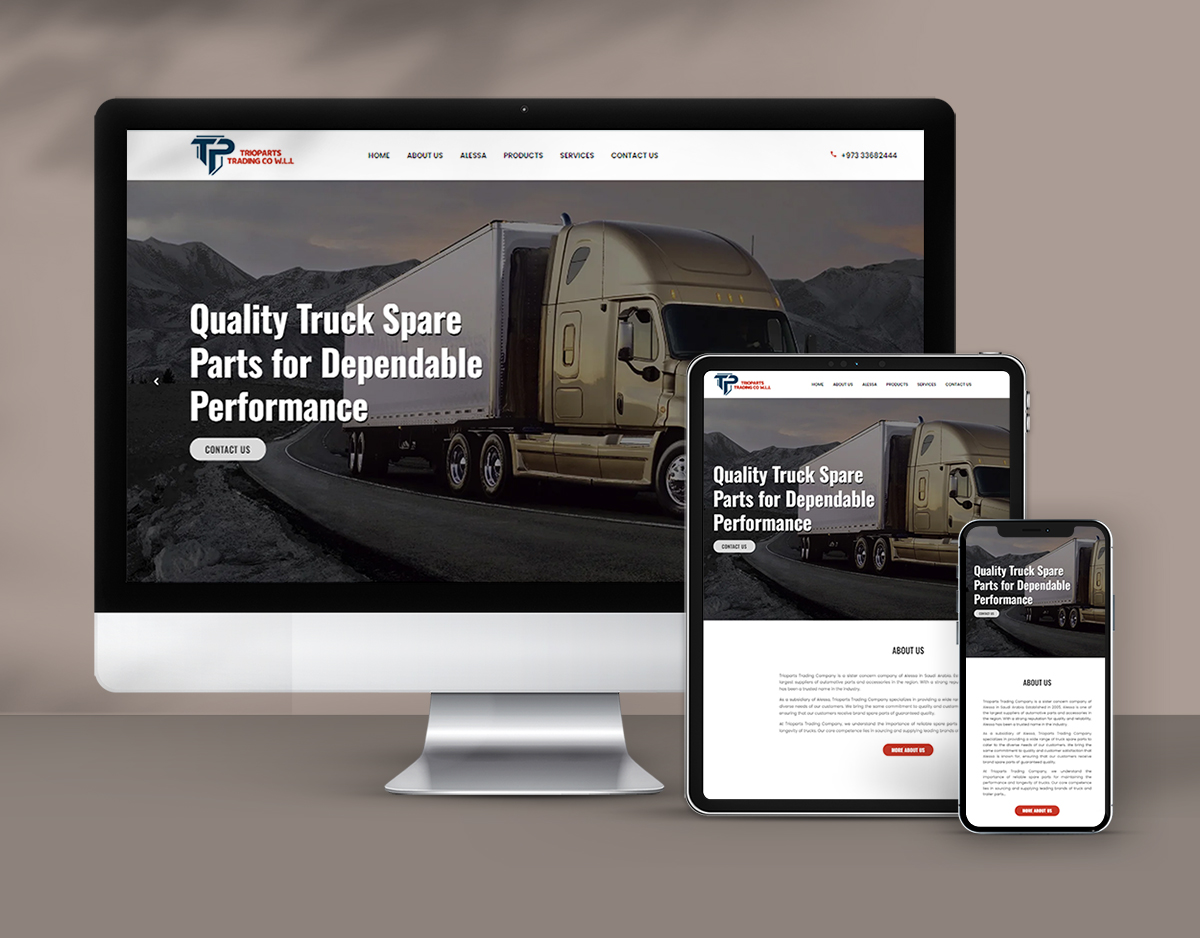 TRIOPARTS
TRADING CO W.L.L
HOME ABOUT US ALESSA PRODUCTS SERVICES CONTACT US
+973 33682444
Quality Truck Spare
Parts for Dependable
Performance
CONTACT US
TRIOPARTS
TRADING CO W.L.L
HOME ABOUT US ALESSA PRODUCTS SERVICES CONTACT US
Quality Truck Spare
Parts for Dependable
Performance
CONTACT US
ABOUT US
Trioparts Trading Company is a sister concern company of Alessa in Saudi Arabia.
largest suppliers of automotive parts and accessories in the region. With a strong
has been a trusted name in the industry.
As a subsidiary of Alessa, Trioparts Trading Company specializes in providing a wide
diverse needs of our customers. We bring the same commitment to quality and
ensuring that our customers receive brand spare parts of guaranteed quality.
At Trioparts Trading Company, we understand the importance of reliable spare parts
longevity of trucks. Our core competence lies in sourcing and supplying leading brands
MORE ABOUT US
Quality Truck Spare
Parts for Dependable
Performance
CONTACT US
ABOUT US
Trioparts Trading Company is a sister concern company of
Alessa in Saudi Arabia. Established in 2005, Alessa is one of
the largest suppliers of automotive parts and accessories in
the region. With a strong reputation for quality and reliability,
Alessa has been a trusted name in the industry.
As a subsidiary of Alessa, Trioparts Trading Company
specializes in providing a wide range of truck spare parts to
cater to the diverse needs of our customers. We bring the
same commitment to quality and customer satisfaction that
Alessa is known for, ensuring that our customers receive
brand spare parts of guaranteed quality.
At Trioparts Trading Company, we understand the
importance of reliable spare parts for maintaining the
performance and longevity of trucks. Our core competence
lies in sourcing and supplying leading brands of truck and
trailer parts...
MORE ABOUT US